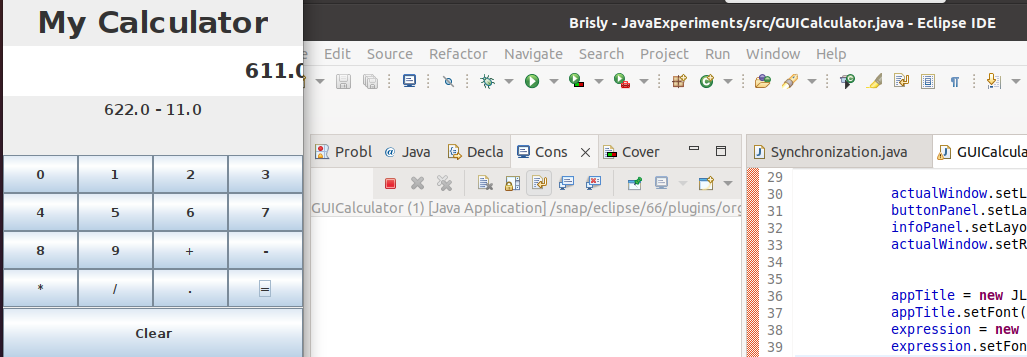 My Calculator
611.0
622.0 - 11.0
0 1 2 3
4 5 6 7
8 9 + -
* / . =
Clear
Brisly - JavaExperiments/src/GUICalculator.java - Eclipse IDE
Edit Source Refactor Navigate Search Project Run Window Help
Probl Java Decla Cons Cover
GUICalculator (1) [Java Application] /snap/eclipse/66/plugins/org
Synchronization.java GUICalcula
29
30 actualWindow.setL
31 buttonPanel.setLa
32 infoPanel.setLayo
33 actualWindow.setR
34
35
36 appTitle = new JL
37 appTitle.setFont(
38 expression = new
39 expression.setFon